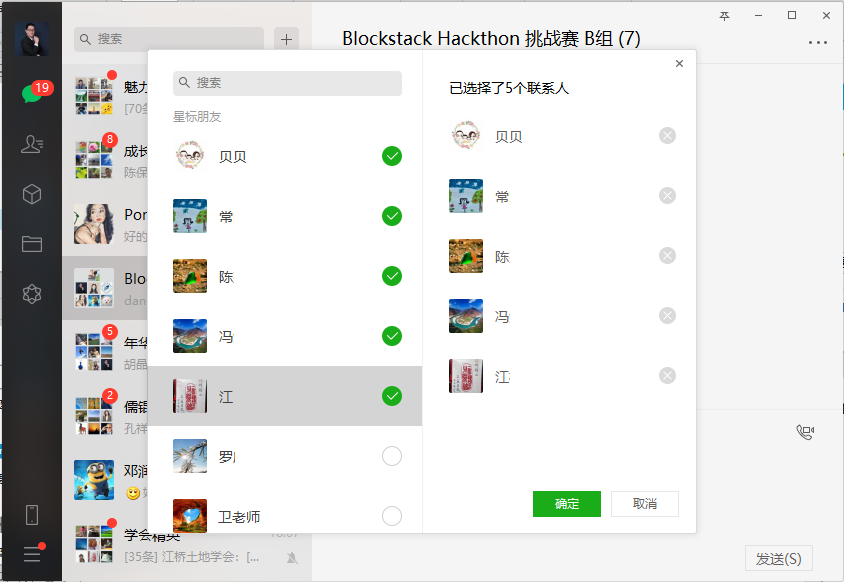 搜索
19
魅力
[70条
8
成长
陈保
Por
好的
Blo
dan
5
年华
胡晶
2
儒银
孔祥
邓润
学会精英
[35条] 江桥土地学会：[...
Blockstack Hackthon 挑战赛 B组 (7)
搜索
星标朋友
贝贝
常
陈
冯
江
罗
卫老师
已选择了5个联系人
贝贝
常
陈
冯
江
确定
取消
发送(S)